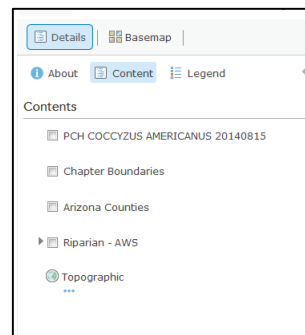 Details Basemap
About Content Legend
Contents
PCH COCCYZUS AMERICANUS 20140815
Chapter Boundaries
Arizona Counties
Riparian - AWS
Topographic